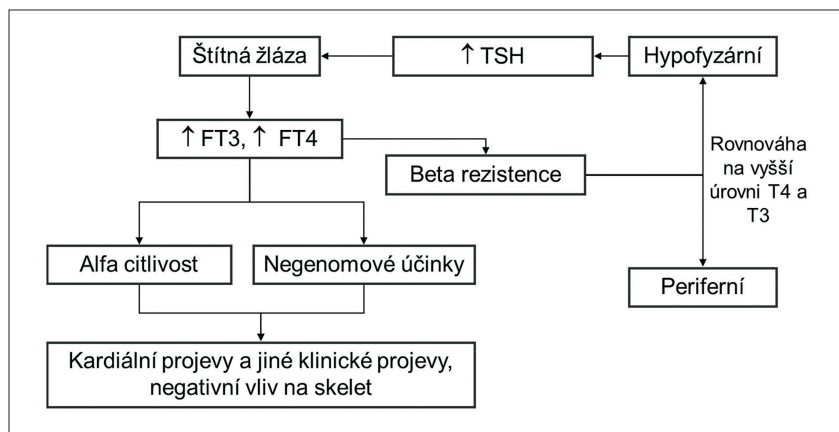 Štítná žláza
↑ TSH
Hypofyzární
↑ FT3, ↑ FT4
Beta rezistence
Rovnováha
na vyšší
úrovni T4 a
T3
Alfa citlivost
Negenomové účinky
Periferní
Kardiální projevy a jiné klinické projevy,
negativní vliv na skelet